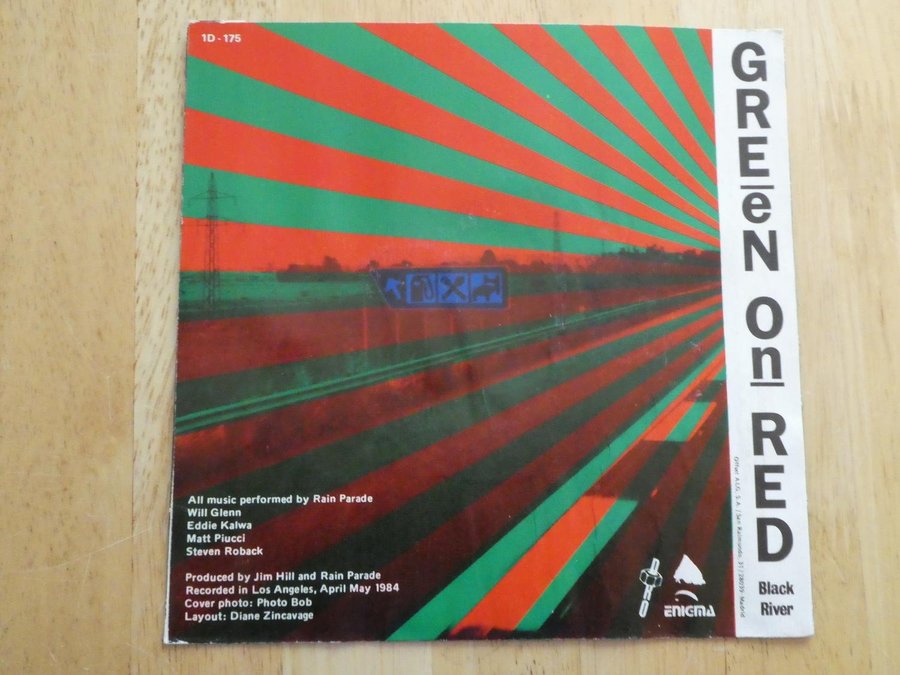 1D - 175
GREeN On RED
Black
River
All music performed by Rain Parade
Will Glenn
Eddie Kalwa
Matt Piucci
Steven Roback
Produced by Jim Hill and Rain Parade
Recorded in Los Angeles, April May 1984
Cover photo: Photo Bob
Layout: Diane Zincavage
ENIGMA